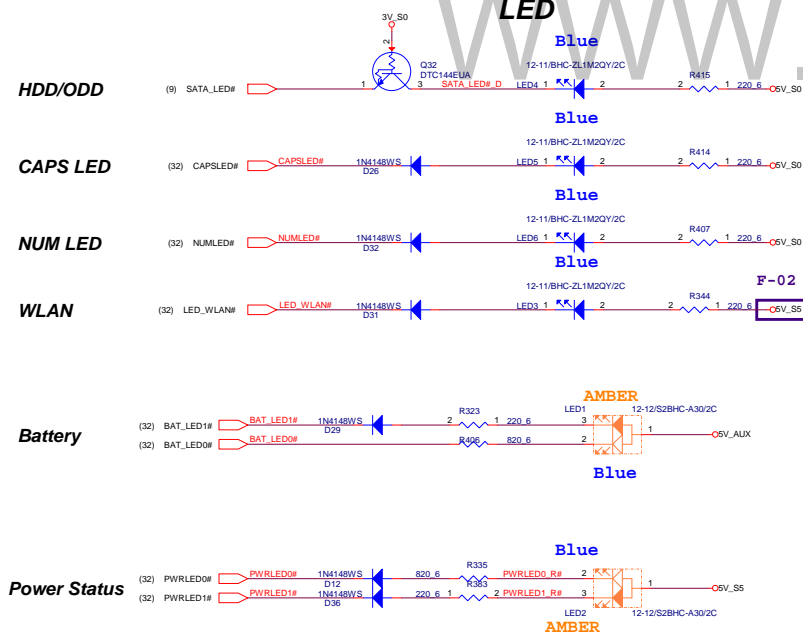 LED
WWW.
3V_S0
2
Q32
DTC144EUA
HDD/ODD
(9) SATA_LED#
1
3
SATA_LED#_D
Blue
12-11/BHC-ZL1M2QY/2C
LED4 1
2
R415
2
1 220_6
5V_S0
CAPS LED
(32) CAPSLED#
CAPSLED#
1N4148WS
D26
Blue
12-11/BHC-ZL1M2QY/2C
LED5 1
2
R414
2
1 220_6
5V_S0
NUM LED
(32) NUMLED#
NUMLED#
1N4148WS
D32
Blue
12-11/BHC-ZL1M2QY/2C
LED6 1
2
R407
2
1 220_6
5V_S0
WLAN
(32) LED_WLAN#
LED_WLAN#
1N4148WS
D31
Blue
12-11/BHC-ZL1M2QY/2C
LED3 1
2
R344
2
1 220_6
F-02
5V_S5
Battery
(32) BAT_LED1#
BAT_LED1#
1N4148WS
D29
R323
2
1 220_6
(32) BAT_LED0#
BAT_LED0#
R406
820_6
AMBER
LED1
12-12/S2BHC-A30/2C
3
2
1
5V_AUX
Blue
Power Status
(32) PWRLED0#
PWRLED0#
1N4148WS
D12
820_6
R335
PWRLED0_R#
(32) PWRLED1#
PWRLED1#
1N4148WS
D36
220_6 1
R383
2 PWRLED1_R#
Blue
2
3
1
5V_S5
LED2
12-12/S2BHC-A30/2C
AMBER